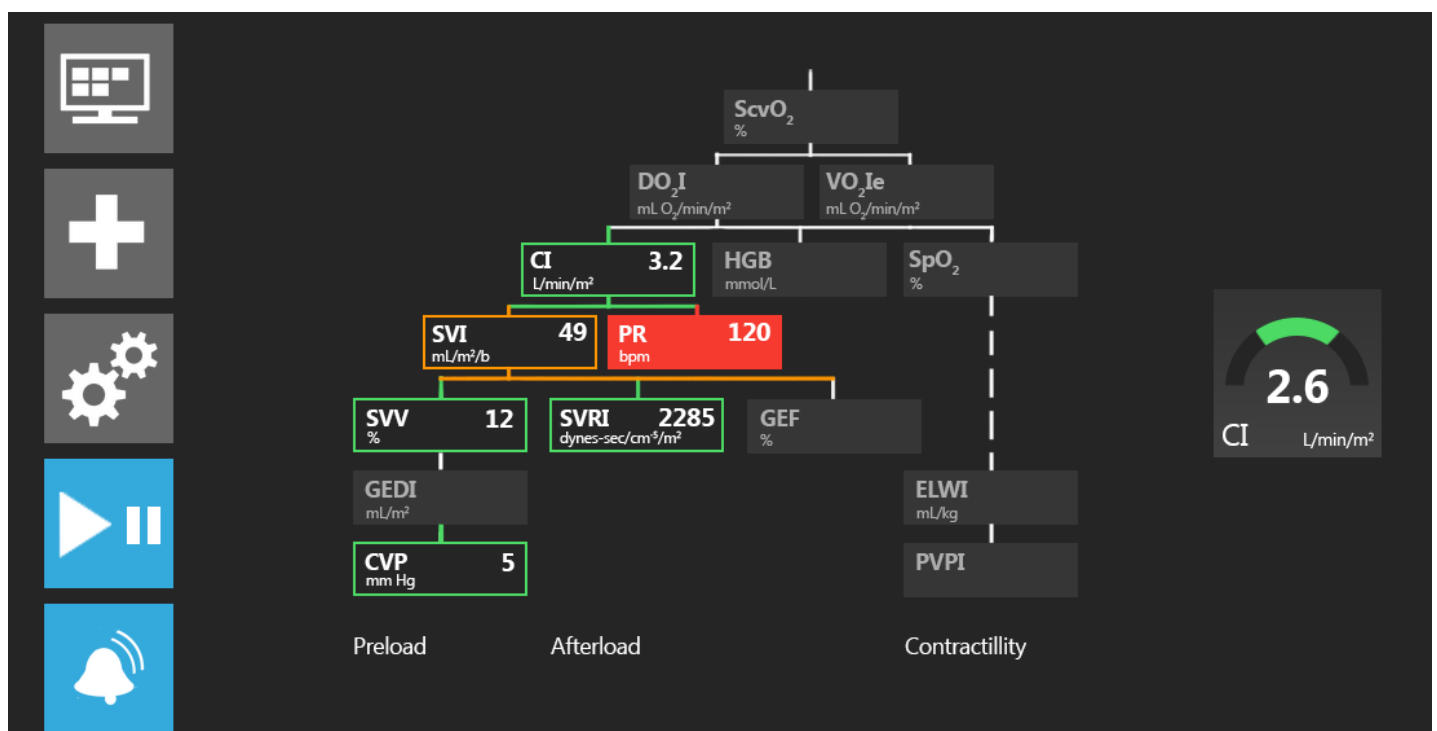 ScvO₂
%
DO₂I
mL O₂/min/m²
VO₂Ie
mL O₂/min/m²
CI 3.2
L/min/m²
HGB
mmol/L
SpO₂
%
SVI 49
mL/m²/b
PR 120
bpm
SVV 12
%
SVRI 2285
dynes-sec/cm⁻⁵/m²
GEF
%
2.6
CI L/min/m²
GEDI
mL/m²
ELWI
mL/kg
CVP 5
mm Hg
PVPI
Preload Afterload Contractillity